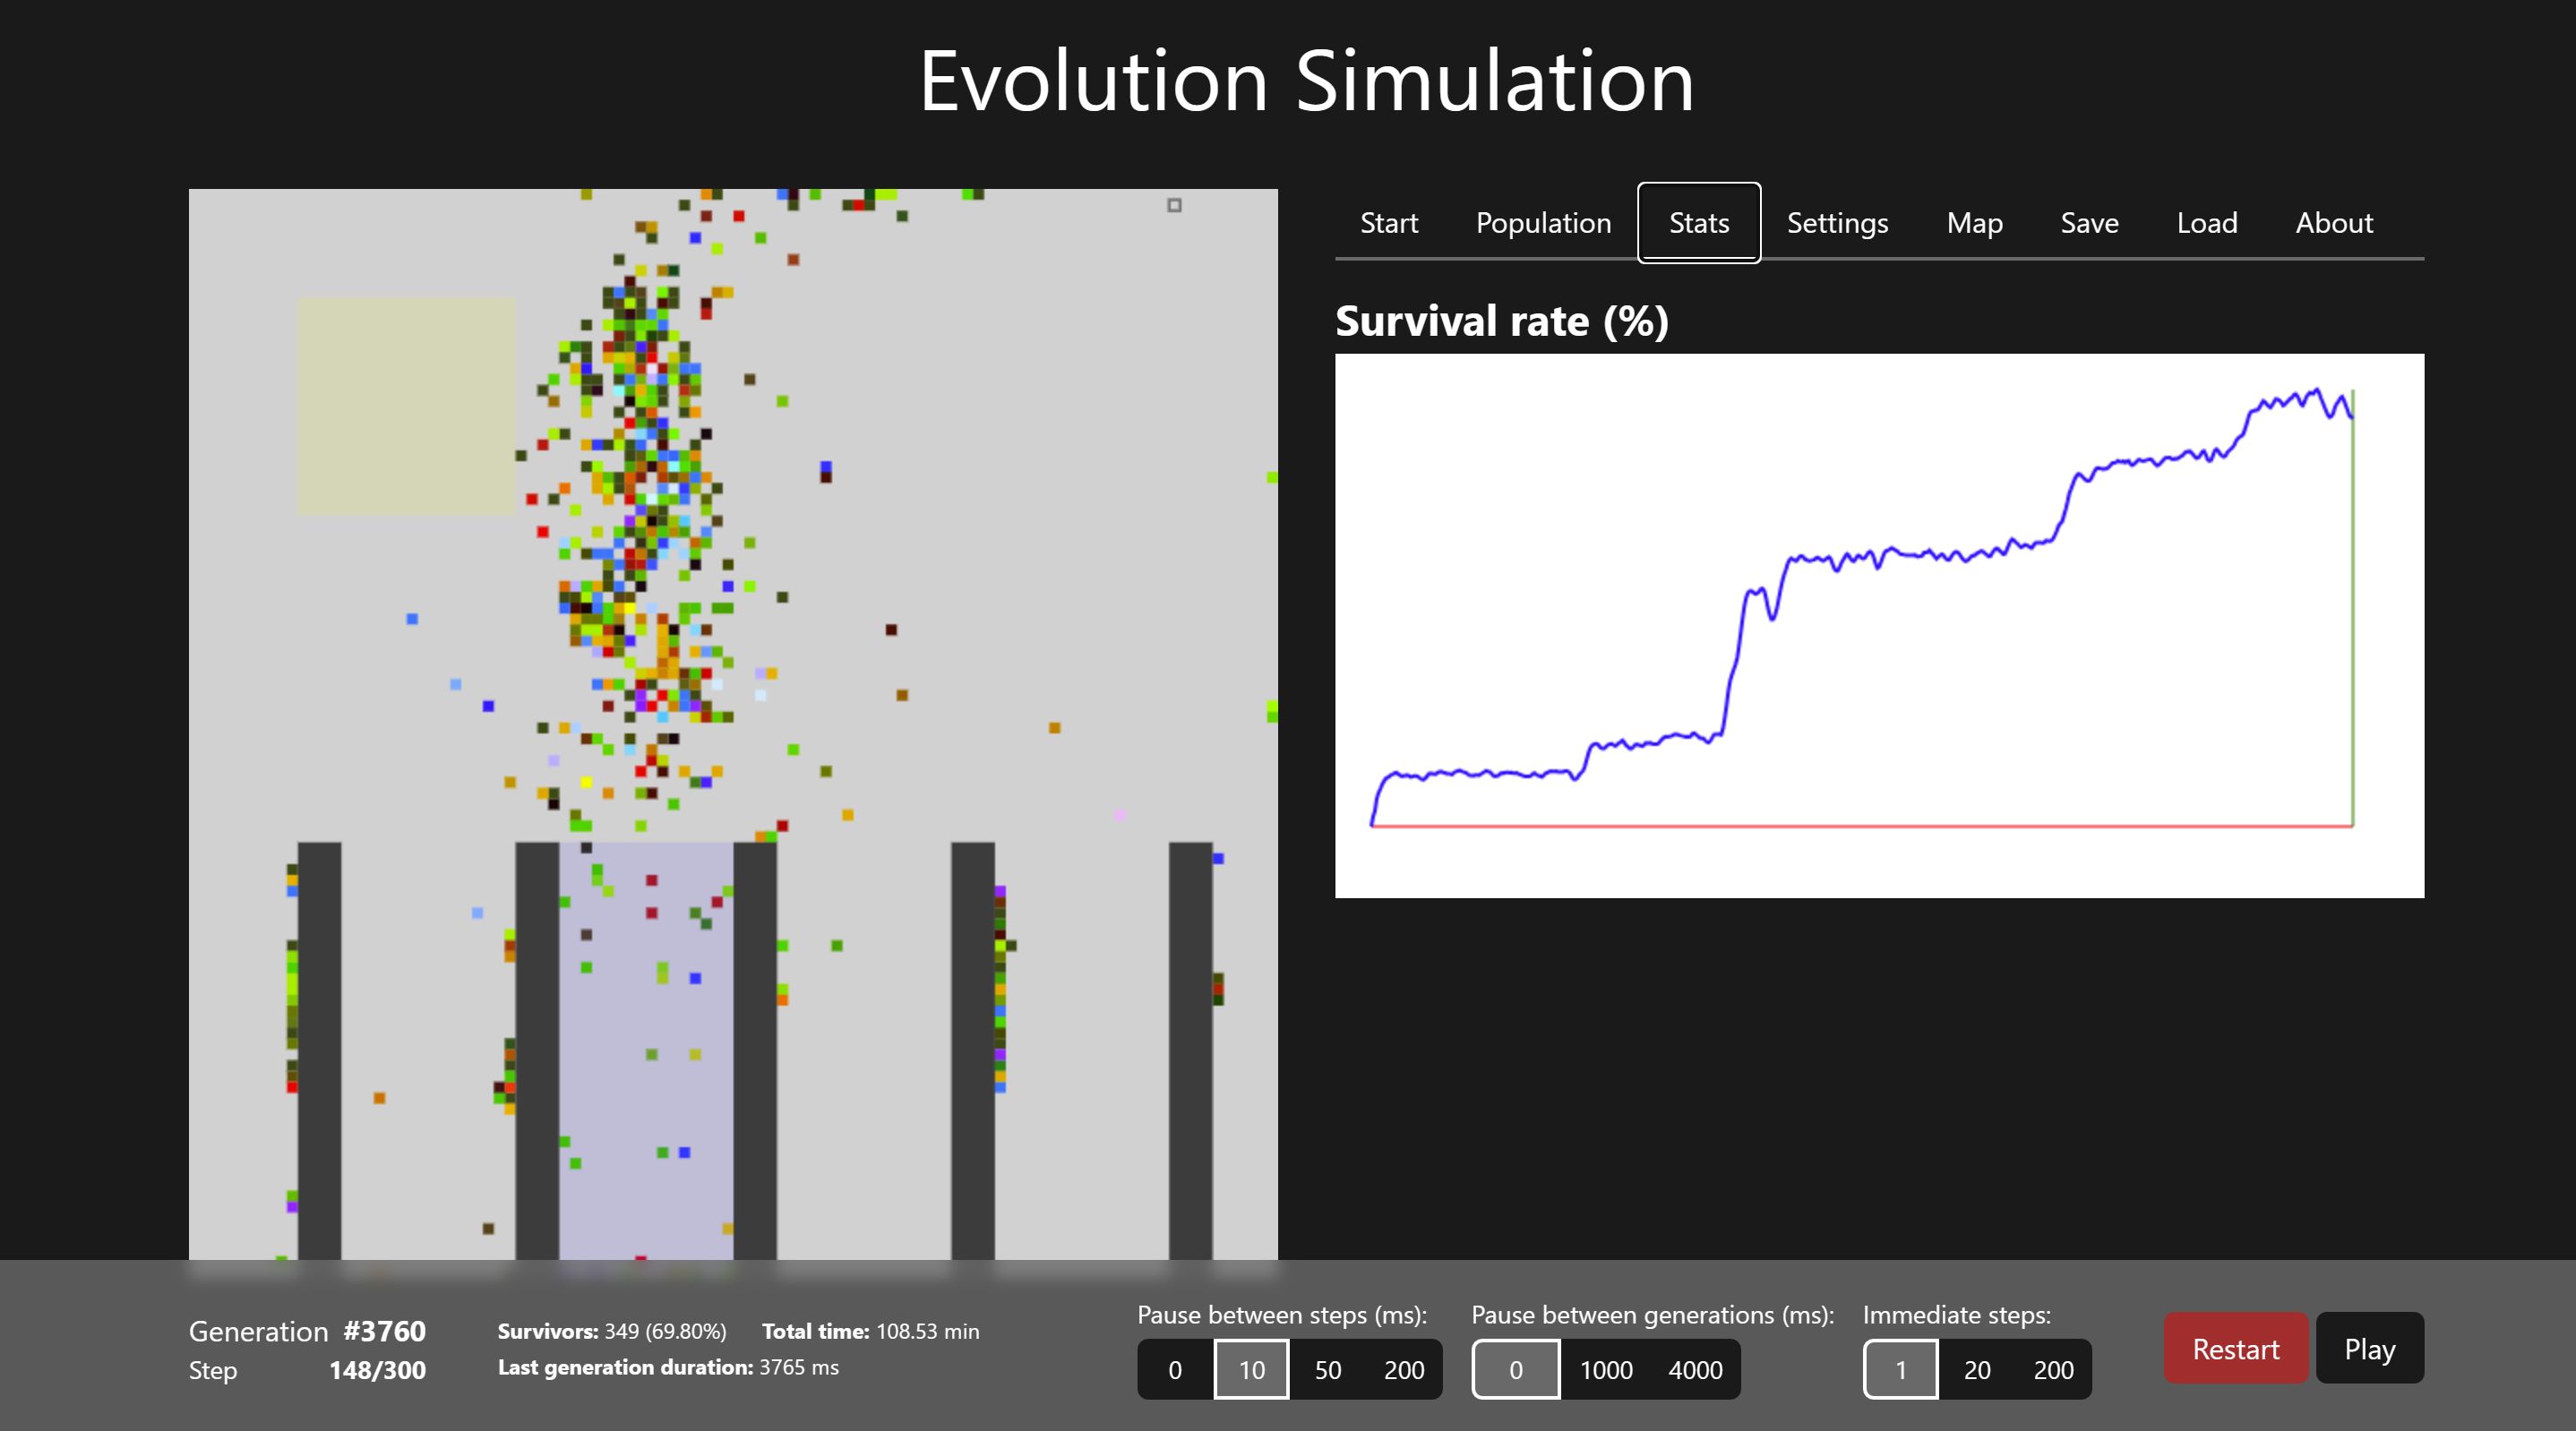 Evolution Simulation
Start Population Stats Settings Map Save Load About
Survival rate (%)
Generation #3760
Step 148/300
Survivors: 349 (69.80%) Total time: 108.53 min
Last generation duration: 3765 ms
Pause between steps (ms):
0 10 50 200
Pause between generations (ms):
0 1000 4000
Immediate steps:
1 20 200
Restart Play